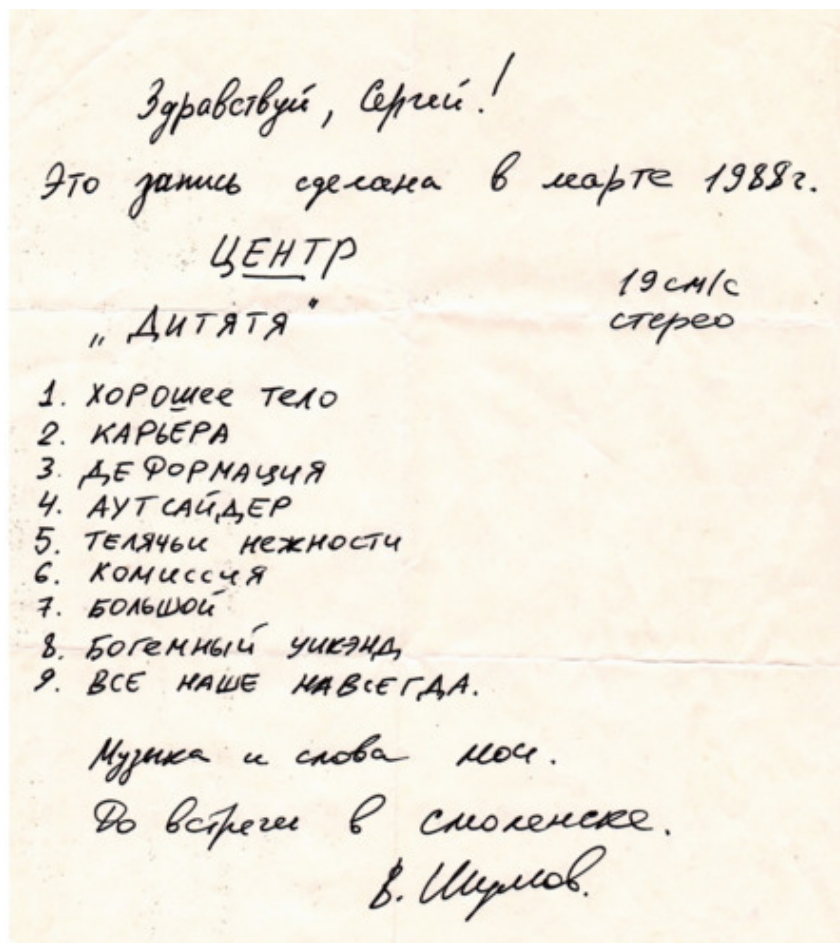 Здравствуй, Сергей!
Это запись сделана в марте 1988г.
ЦЕНТР
19 см/с
„ДИТЯТЯ"
стерео
1. ХОРОШЕЕ ТЕЛО
2. КАРЬЕРА
3. ДЕФОРМАЦИЯ
4. АУТСАЙДЕР
5. ТЕЛЯЧЬИ НЕЖНОСТИ
6. КОМИССИЯ
7. БОЛЬШОЙ
8. БОГЕМНЫЙ УИКЭНД
9. ВСЕ НАШЕ НАВСЕГДА.
Музыка и слова мои.
До встречи в Смоленске.
В. Шумов.